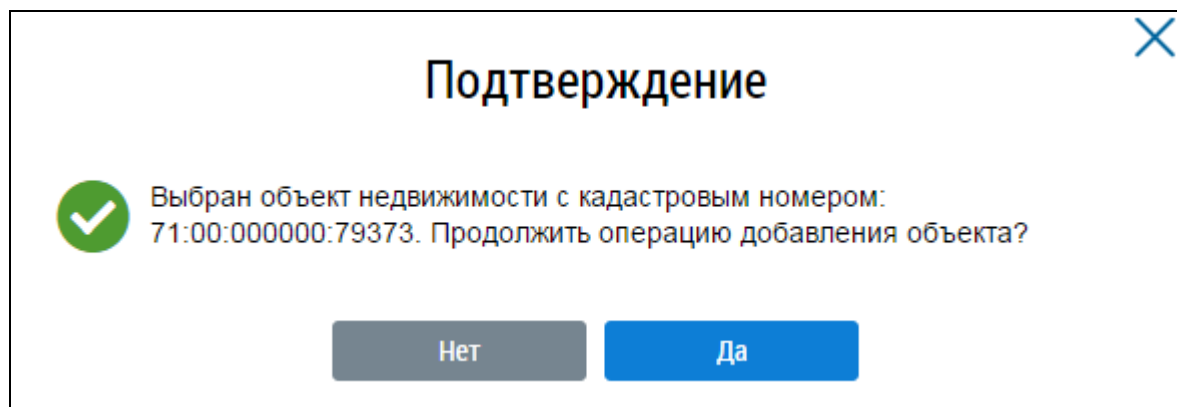 Подтверждение
Выбран объект недвижимости с кадастровым номером:
71:00:000000:79373. Продолжить операцию добавления объекта?
Нет
Да